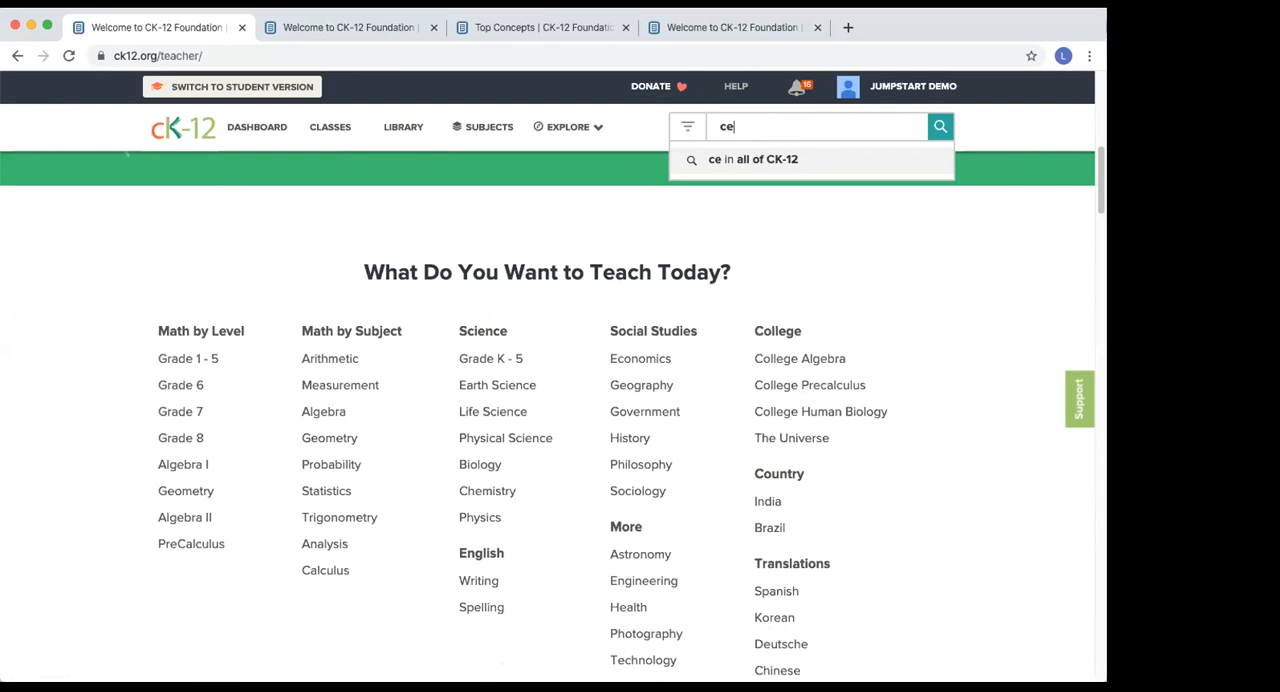 Welcome to CK-12 Foundation |
Welcome to CK-12 Foundation |
Top Concepts | CK-12 Foundatio
Welcome to CK-12 Foundation |
ck12.org/teacher/
L
SWITCH TO STUDENT VERSION
DONATE
HELP
16
JUMPSTART DEMO
cK-12
DASHBOARD
CLASSES
LIBRARY
SUBJECTS
EXPLORE
ce
ce in all of CK-12
What Do You Want to Teach Today?
Math by Level
Grade 1 - 5
Grade 6
Grade 7
Grade 8
Algebra I
Geometry
Algebra II
PreCalculus
Math by Subject
Arithmetic
Measurement
Algebra
Geometry
Probability
Statistics
Trigonometry
Analysis
Calculus
Science
Grade K - 5
Earth Science
Life Science
Physical Science
Biology
Chemistry
Physics
English
Writing
Spelling
Social Studies
Economics
Geography
Government
History
Philosophy
Sociology
More
Astronomy
Engineering
Health
Photography
Technology
College
College Algebra
College Precalculus
College Human Biology
The Universe
Country
India
Brazil
Translations
Spanish
Korean
Deutsche
Chinese
Support